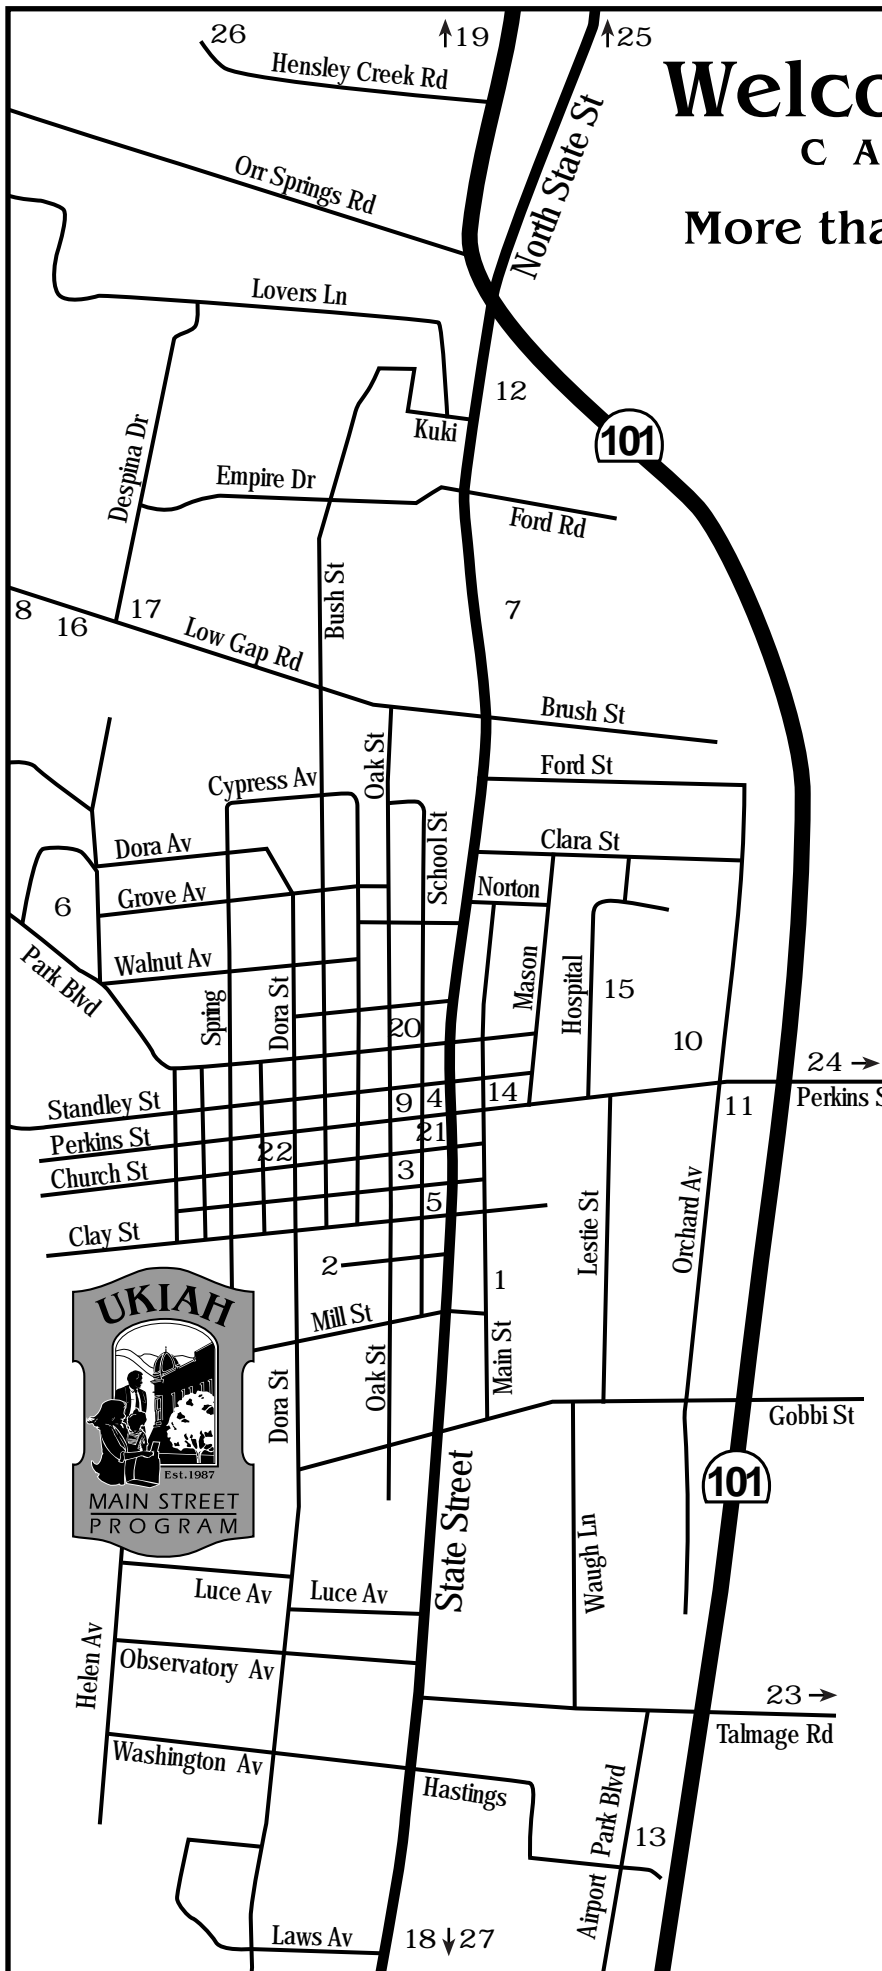 26
19
25
Hensley Creek Rd
Welco
C A
North State St
Orr Springs Rd
More tha
Lovers Ln
12
Kuki
101
Despina Dr
Empire Dr
Ford Rd
Bush St
8
16
17
7
Low Gap Rd
Brush St
Oak St
Ford St
Cypress Av
School St
Clara St
Dora Av
Norton
Grove Av
6
Park Blvd
Walnut Av
Mason
Hospital
15
Spring
Dora St
20
10
24
Standley St
9
4
14
11
Perkins S
Perkins St
21
22
Church St
3
Lestie St
Orchard Av
5
Clay St
2
1
UKIAH
Mill St
Main St
Dora St
Oak St
Gobbi St
Est.1987
MAIN STREET
PROGRAM
State Street
101
Waugh Ln
Luce Av
Luce Av
Helen Av
Observatory Av
23
Talmage Rd
Washington Av
Hastings
Airport Park Blvd
13
Laws Av
18
27